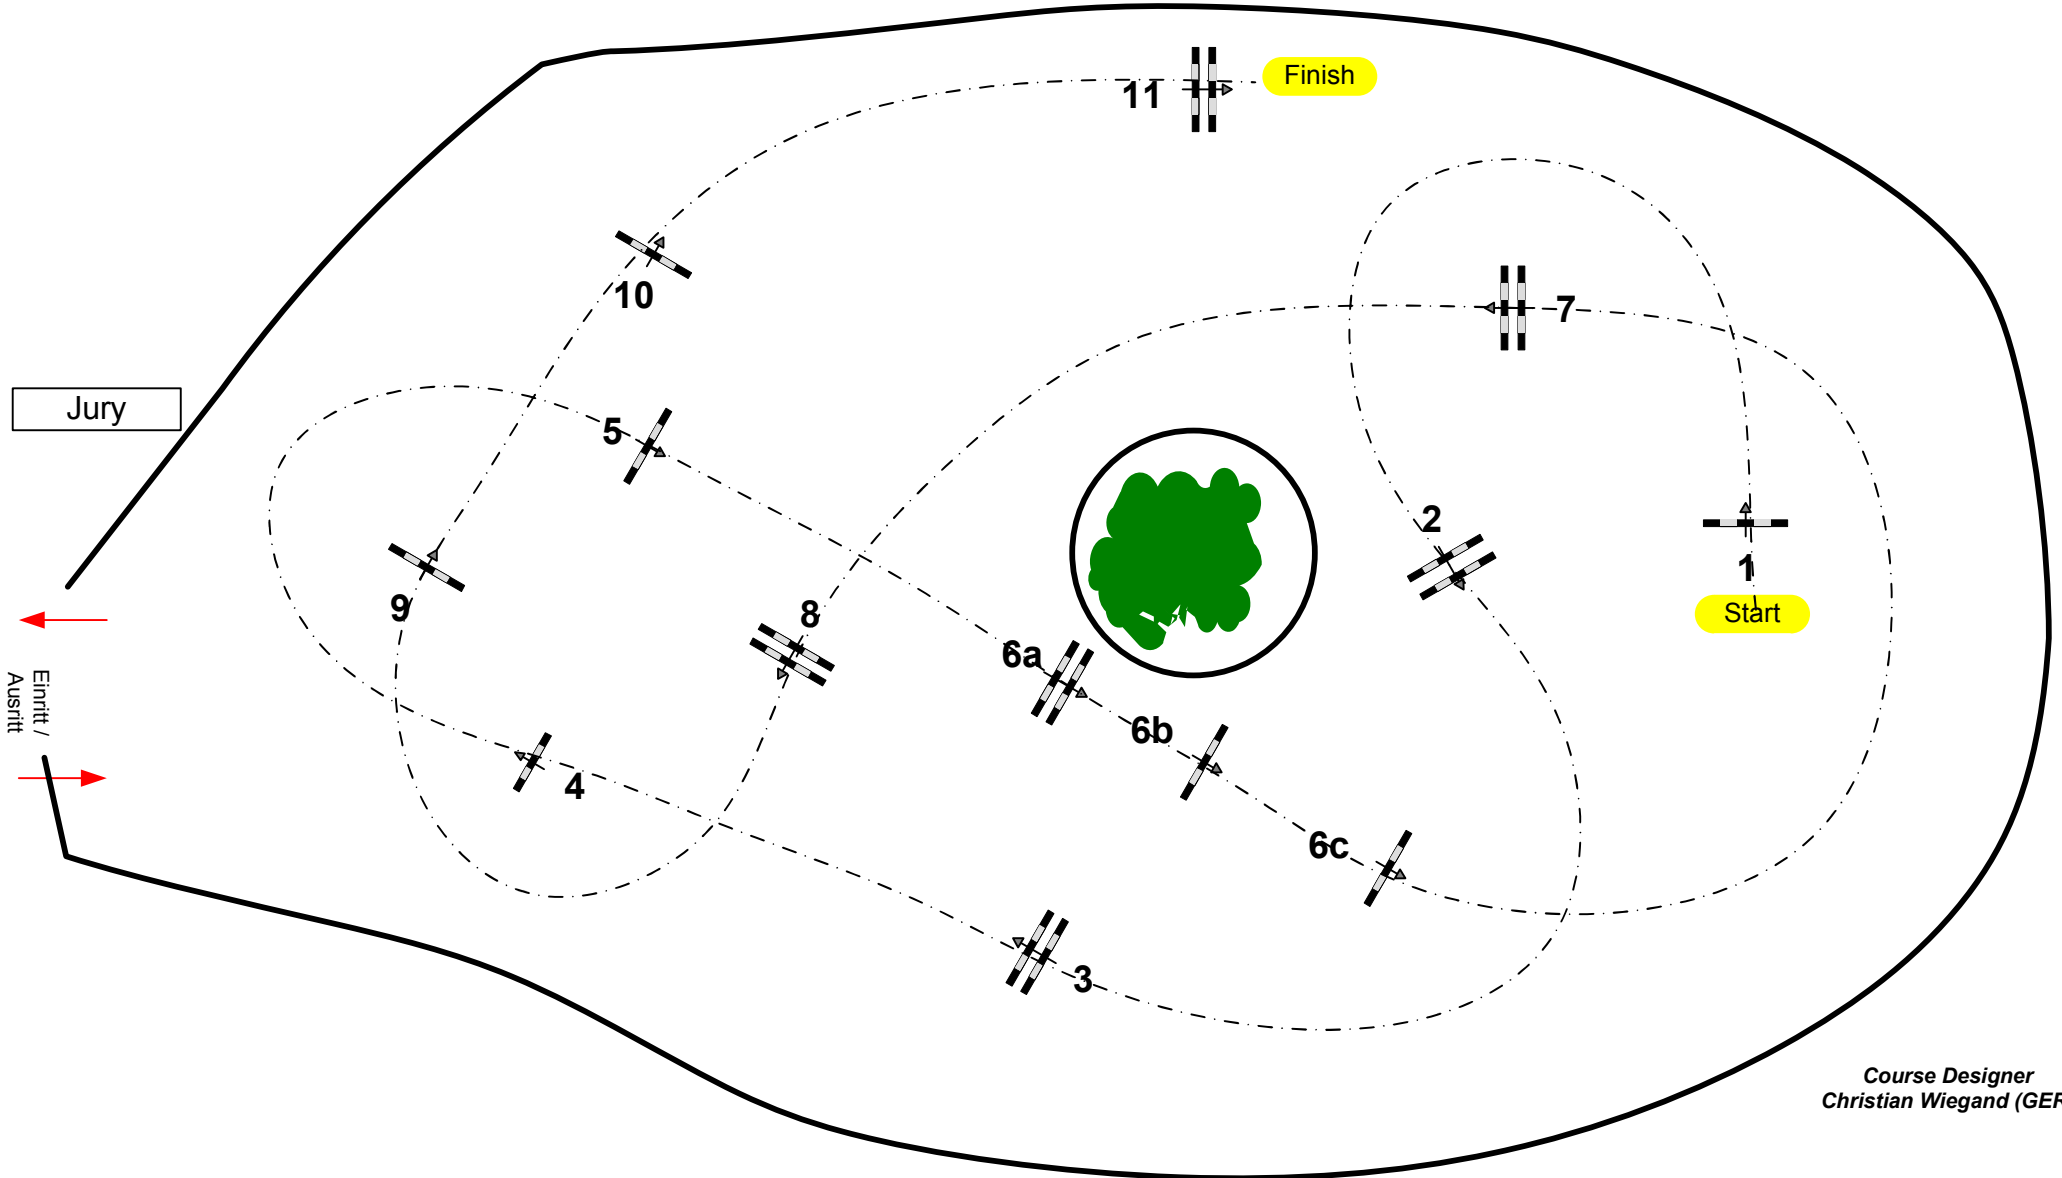 11
Finish
10
7
Jury
5
2
1
Start
9
8
6a
6b
6c
4
3
Einritt /
Ausritt
Course Designer
Christian Wiegand (GER